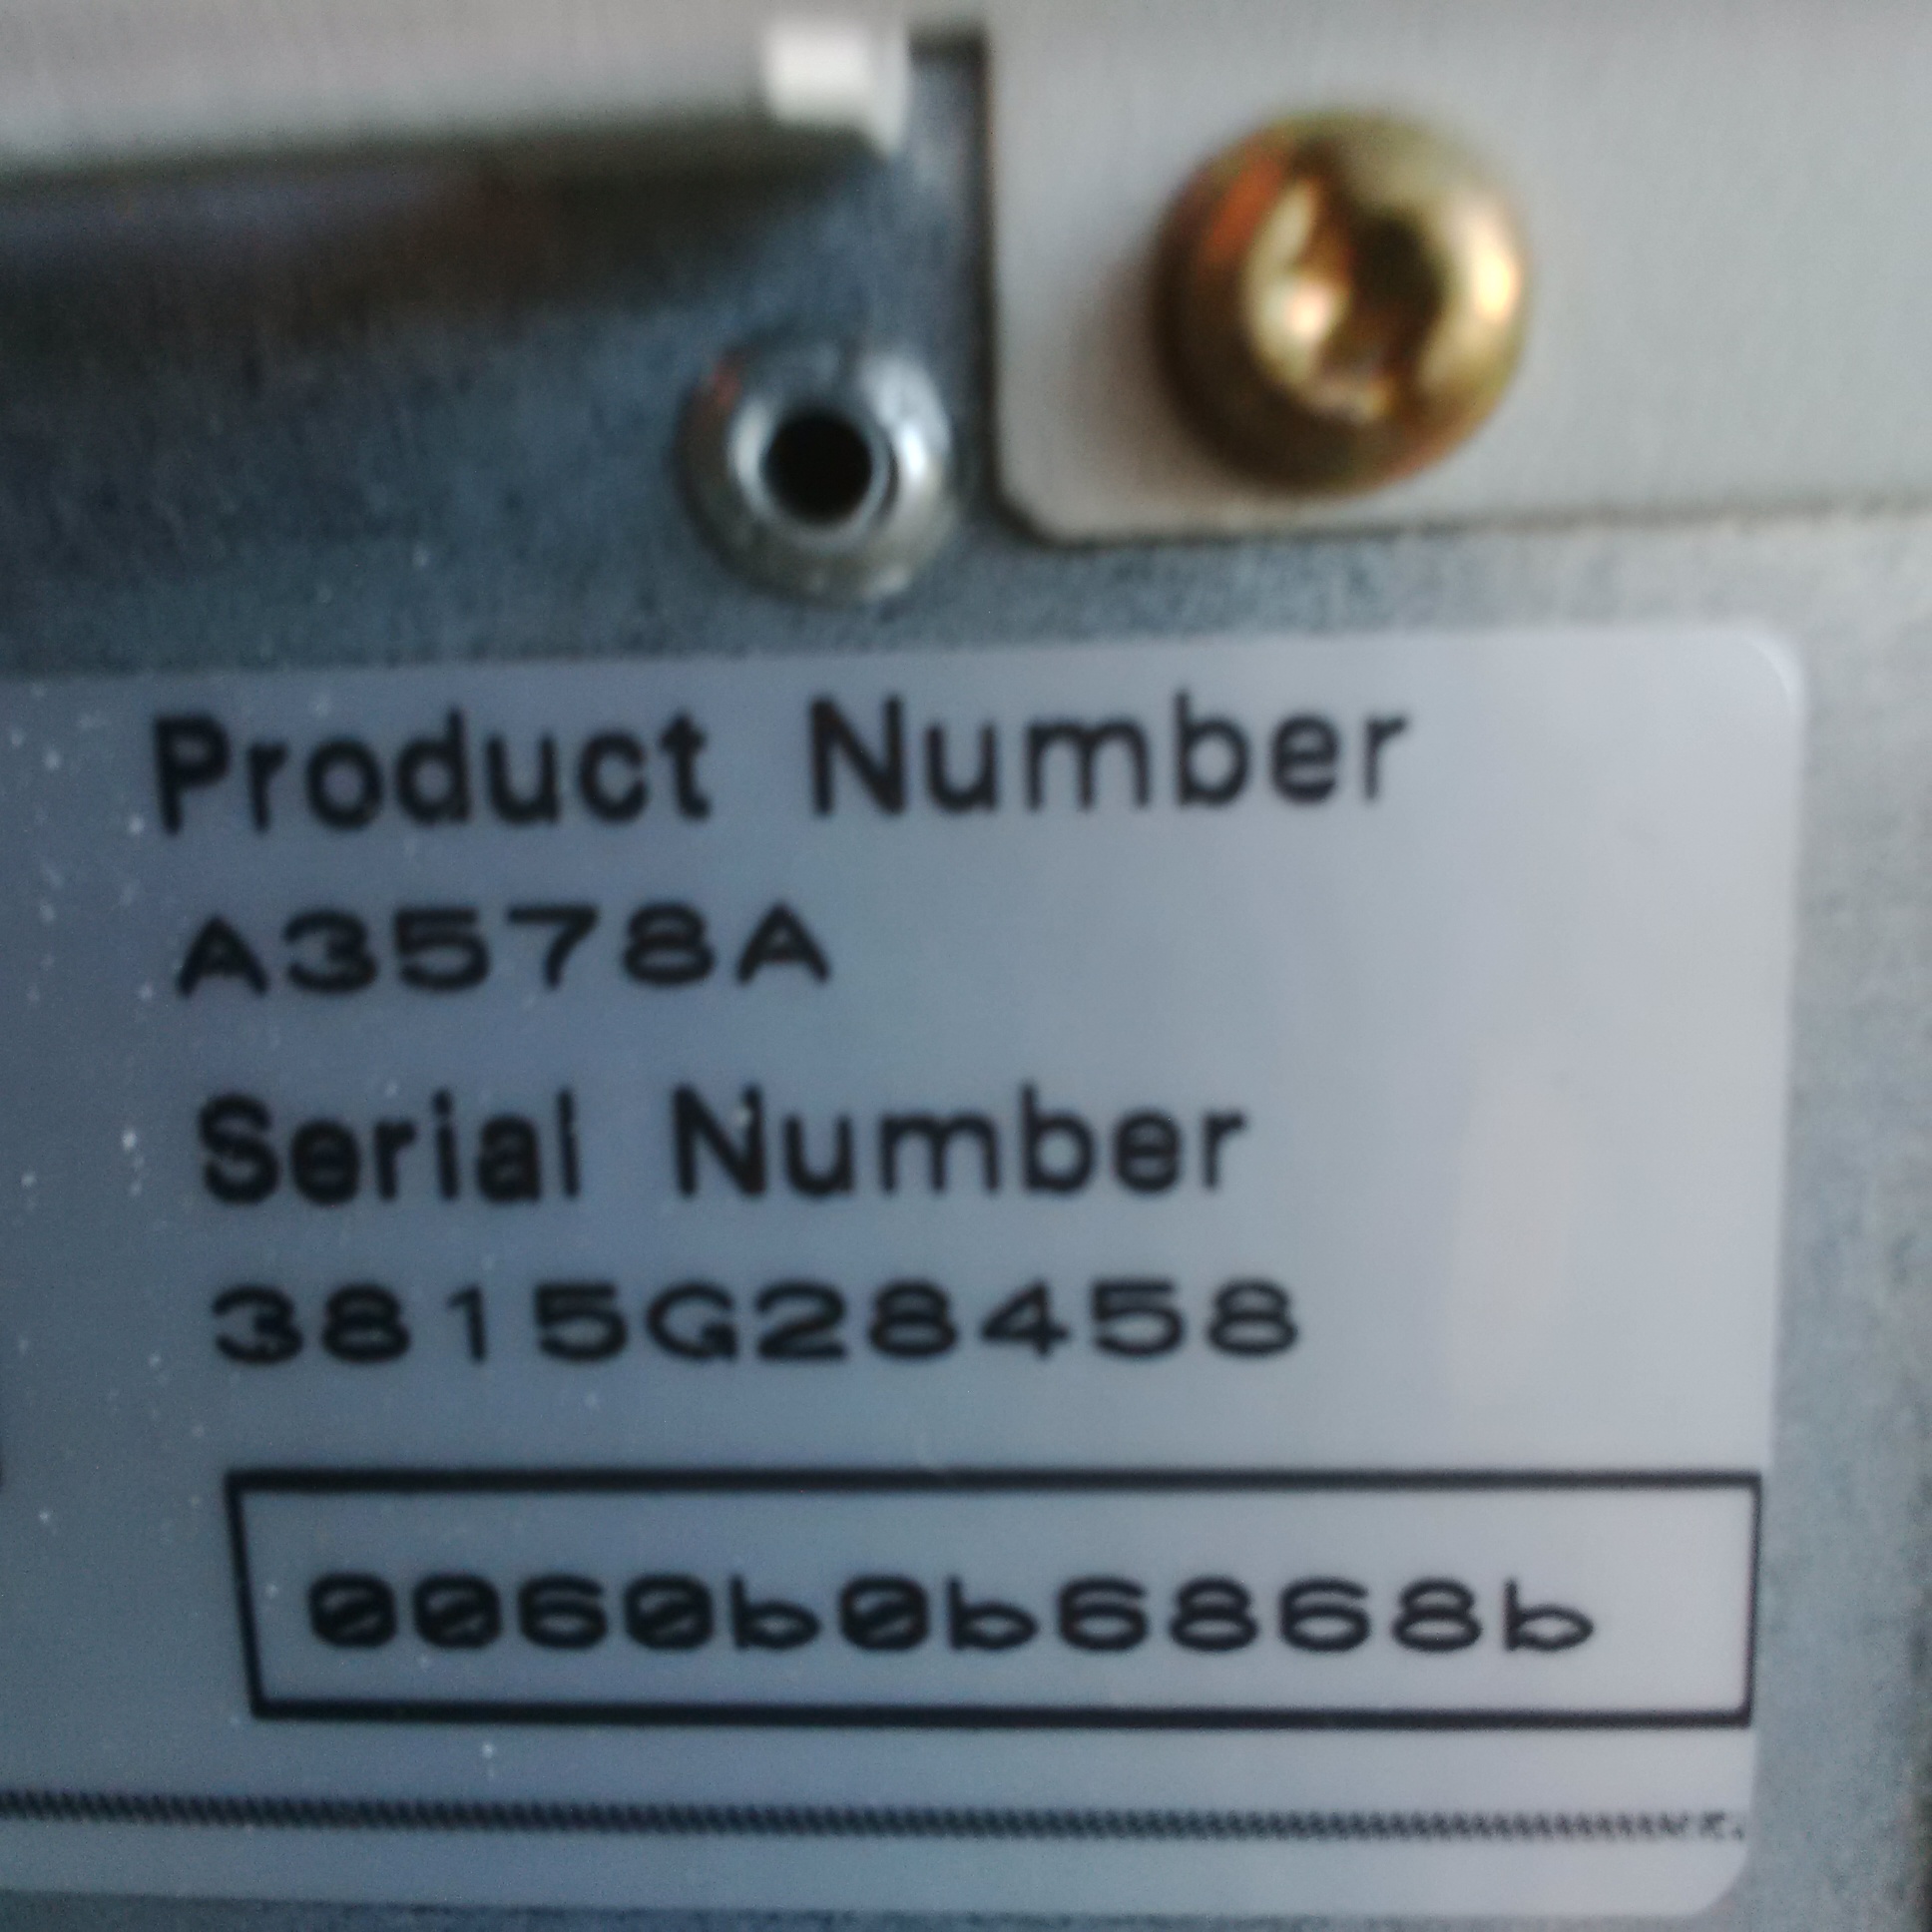 Product Number
A3578A
Serial Number
3815G28458
0060b0b6868b